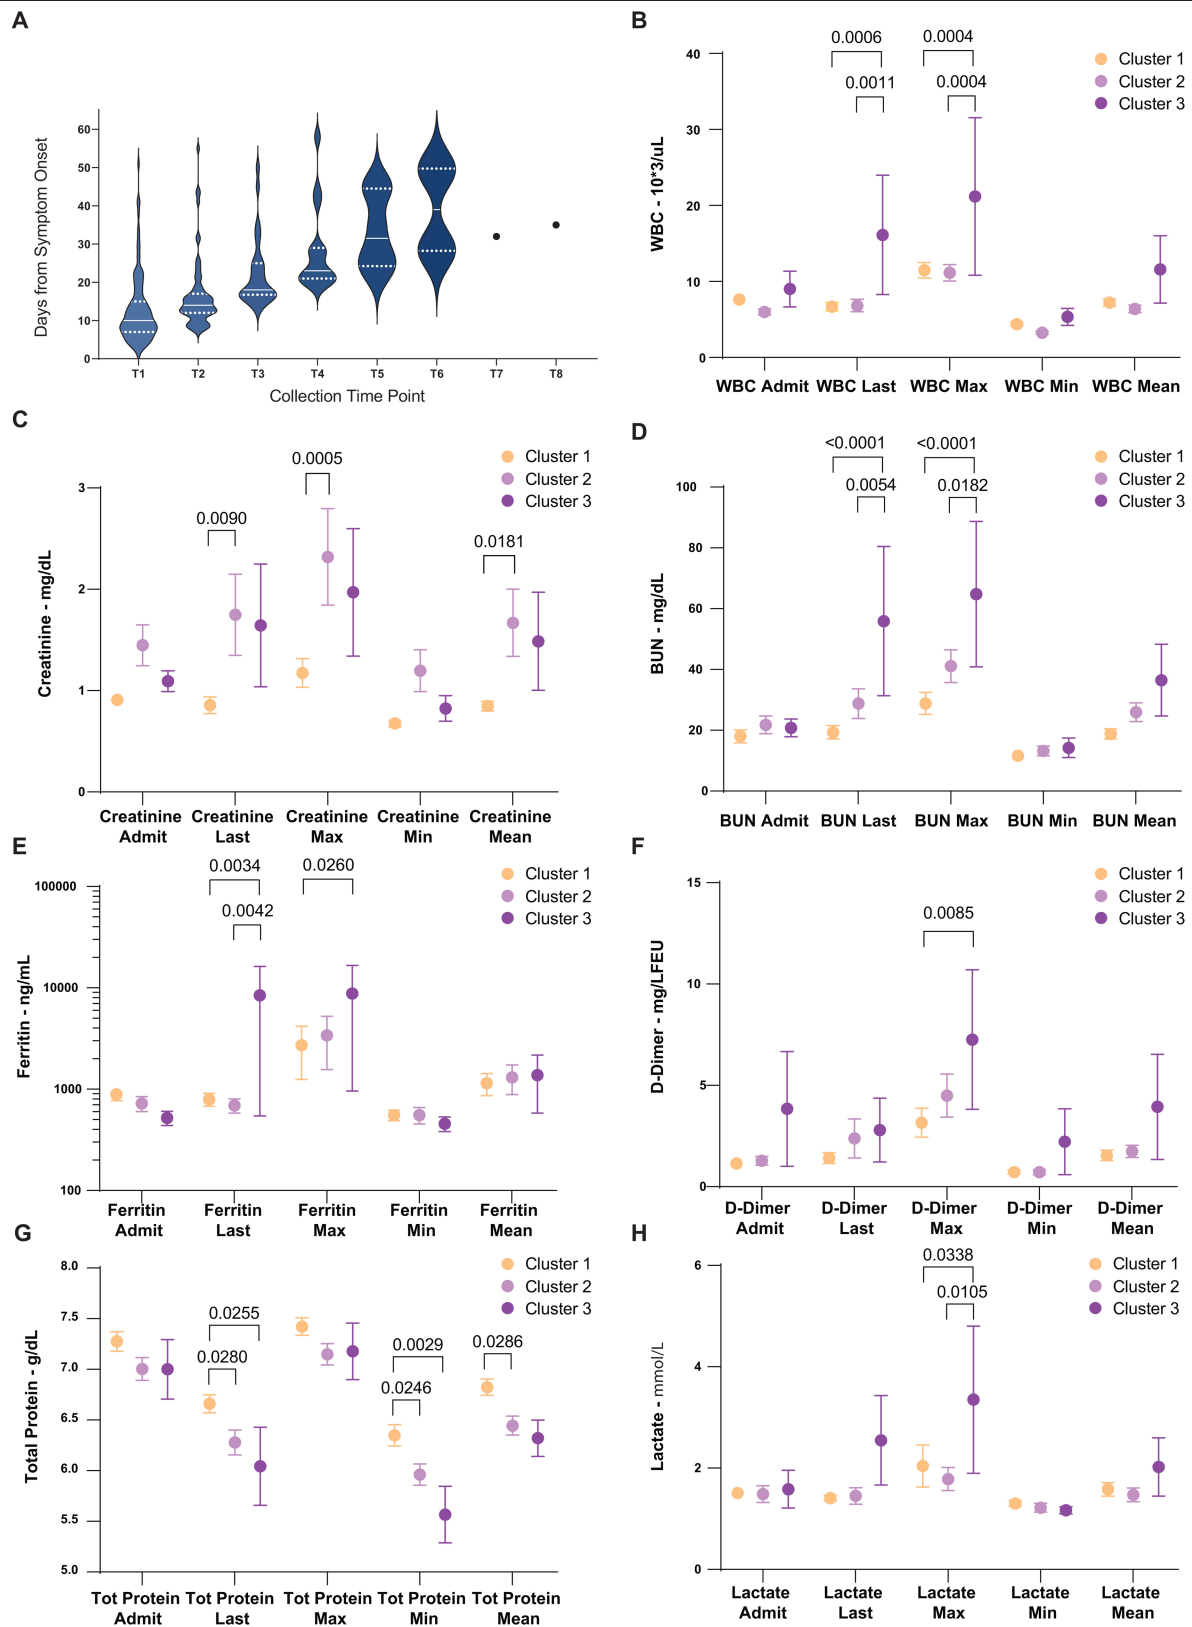 A
Days from Symptom Onset
60
50
40
30
20
10
0
T1 T2 T3 T4 T5 T6 T7 T8
Collection Time Point
B
WBC - 10*3/uL
40
30
20
10
0
0.0006
0.0011
0.0004
0.0004
Cluster 1
Cluster 2
Cluster 3
WBC Admit WBC Last WBC Max WBC Min WBC Mean
C
Creatinine - mg/dL
3
2
1
0
0.0090
0.0005
0.0181
Cluster 1
Cluster 2
Cluster 3
Creatinine Admit
Creatinine Last
Creatinine Max
Creatinine Min
Creatinine Mean
D
BUN - mg/dL
100
80
60
40
20
0
<0.0001
0.0054
<0.0001
0.0182
Cluster 1
Cluster 2
Cluster 3
BUN Admit BUN Last BUN Max BUN Min BUN Mean
E
Ferritin - ng/mL
100000
10000
1000
100
0.0034
0.0042
0.0260
Cluster 1
Cluster 2
Cluster 3
Ferritin Admit
Ferritin Last
Ferritin Max
Ferritin Min
Ferritin Mean
F
D-Dimer - mg/LFEU
15
10
5
0
0.0085
Cluster 1
Cluster 2
Cluster 3
D-Dimer Admit
D-Dimer Last
D-Dimer Max
D-Dimer Min
D-Dimer Mean
G
Total Protein - g/dL
8.0
7.5
7.0
6.5
6.0
5.5
5.0
0.0255
0.0280
0.0029
0.0246
0.0286
Cluster 1
Cluster 2
Cluster 3
Tot Protein Admit
Tot Protein Last
Tot Protein Max
Tot Protein Min
Tot Protein Mean
H
Lactate - mmol/L
6
4
2
0
0.0338
0.0105
Cluster 1
Cluster 2
Cluster 3
Lactate Admit
Lactate Last
Lactate Max
Lactate Min
Lactate Mean